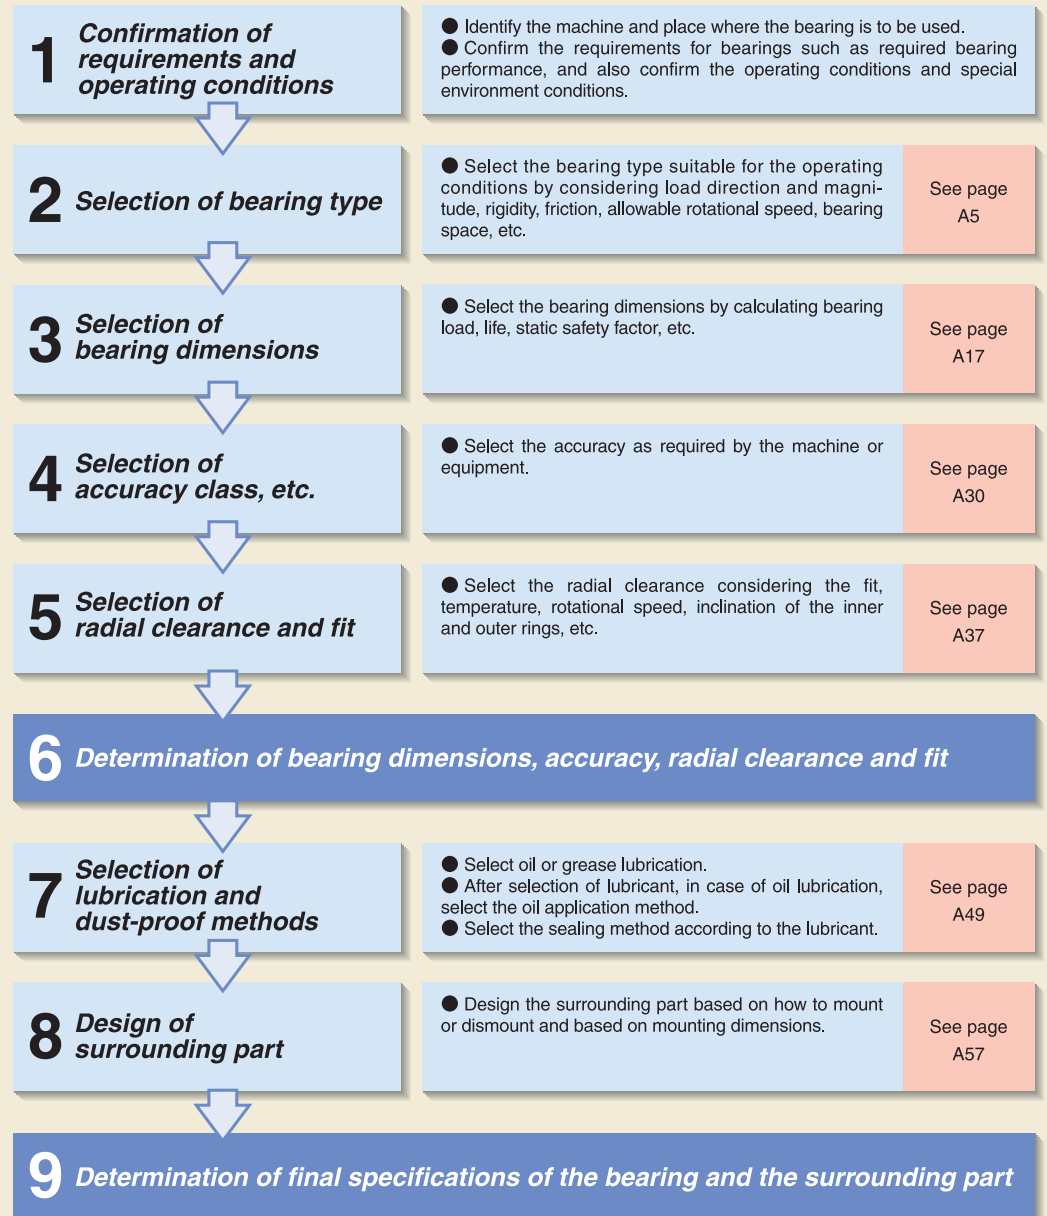 1
Confirmation of
requirements and
operating conditions
● Identify the machine and place where the bearing is to be used.
● Confirm the requirements for bearings such as required bearing
performance, and also confirm the operating conditions and special
environment conditions.
2
Selection of bearing type
● Select the bearing type suitable for the operating
conditions by considering load direction and magni-
tude, rigidity, friction, allowable rotational speed, bearing
space, etc.
See page
A5
3
Selection of
bearing dimensions
● Select the bearing dimensions by calculating bearing
load, life, static safety factor, etc.
See page
A17
4
Selection of
accuracy class, etc.
● Select the accuracy as required by the machine or
equipment.
See page
A30
5
Selection of
radial clearance and fit
● Select the radial clearance considering the fit,
temperature, rotational speed, inclination of the inner
and outer rings, etc.
See page
A37
6
Determination of bearing dimensions, accuracy, radial clearance and fit
7
Selection of
lubrication and
dust-proof methods
● Select oil or grease lubrication.
● After selection of lubricant, in case of oil lubrication,
select the oil application method.
● Select the sealing method according to the lubricant.
See page
A49
8
Design of
surrounding part
● Design the surrounding part based on how to mount
or dismount and based on mounting dimensions.
See page
A57
9
Determination of final specifications of the bearing and the surrounding part